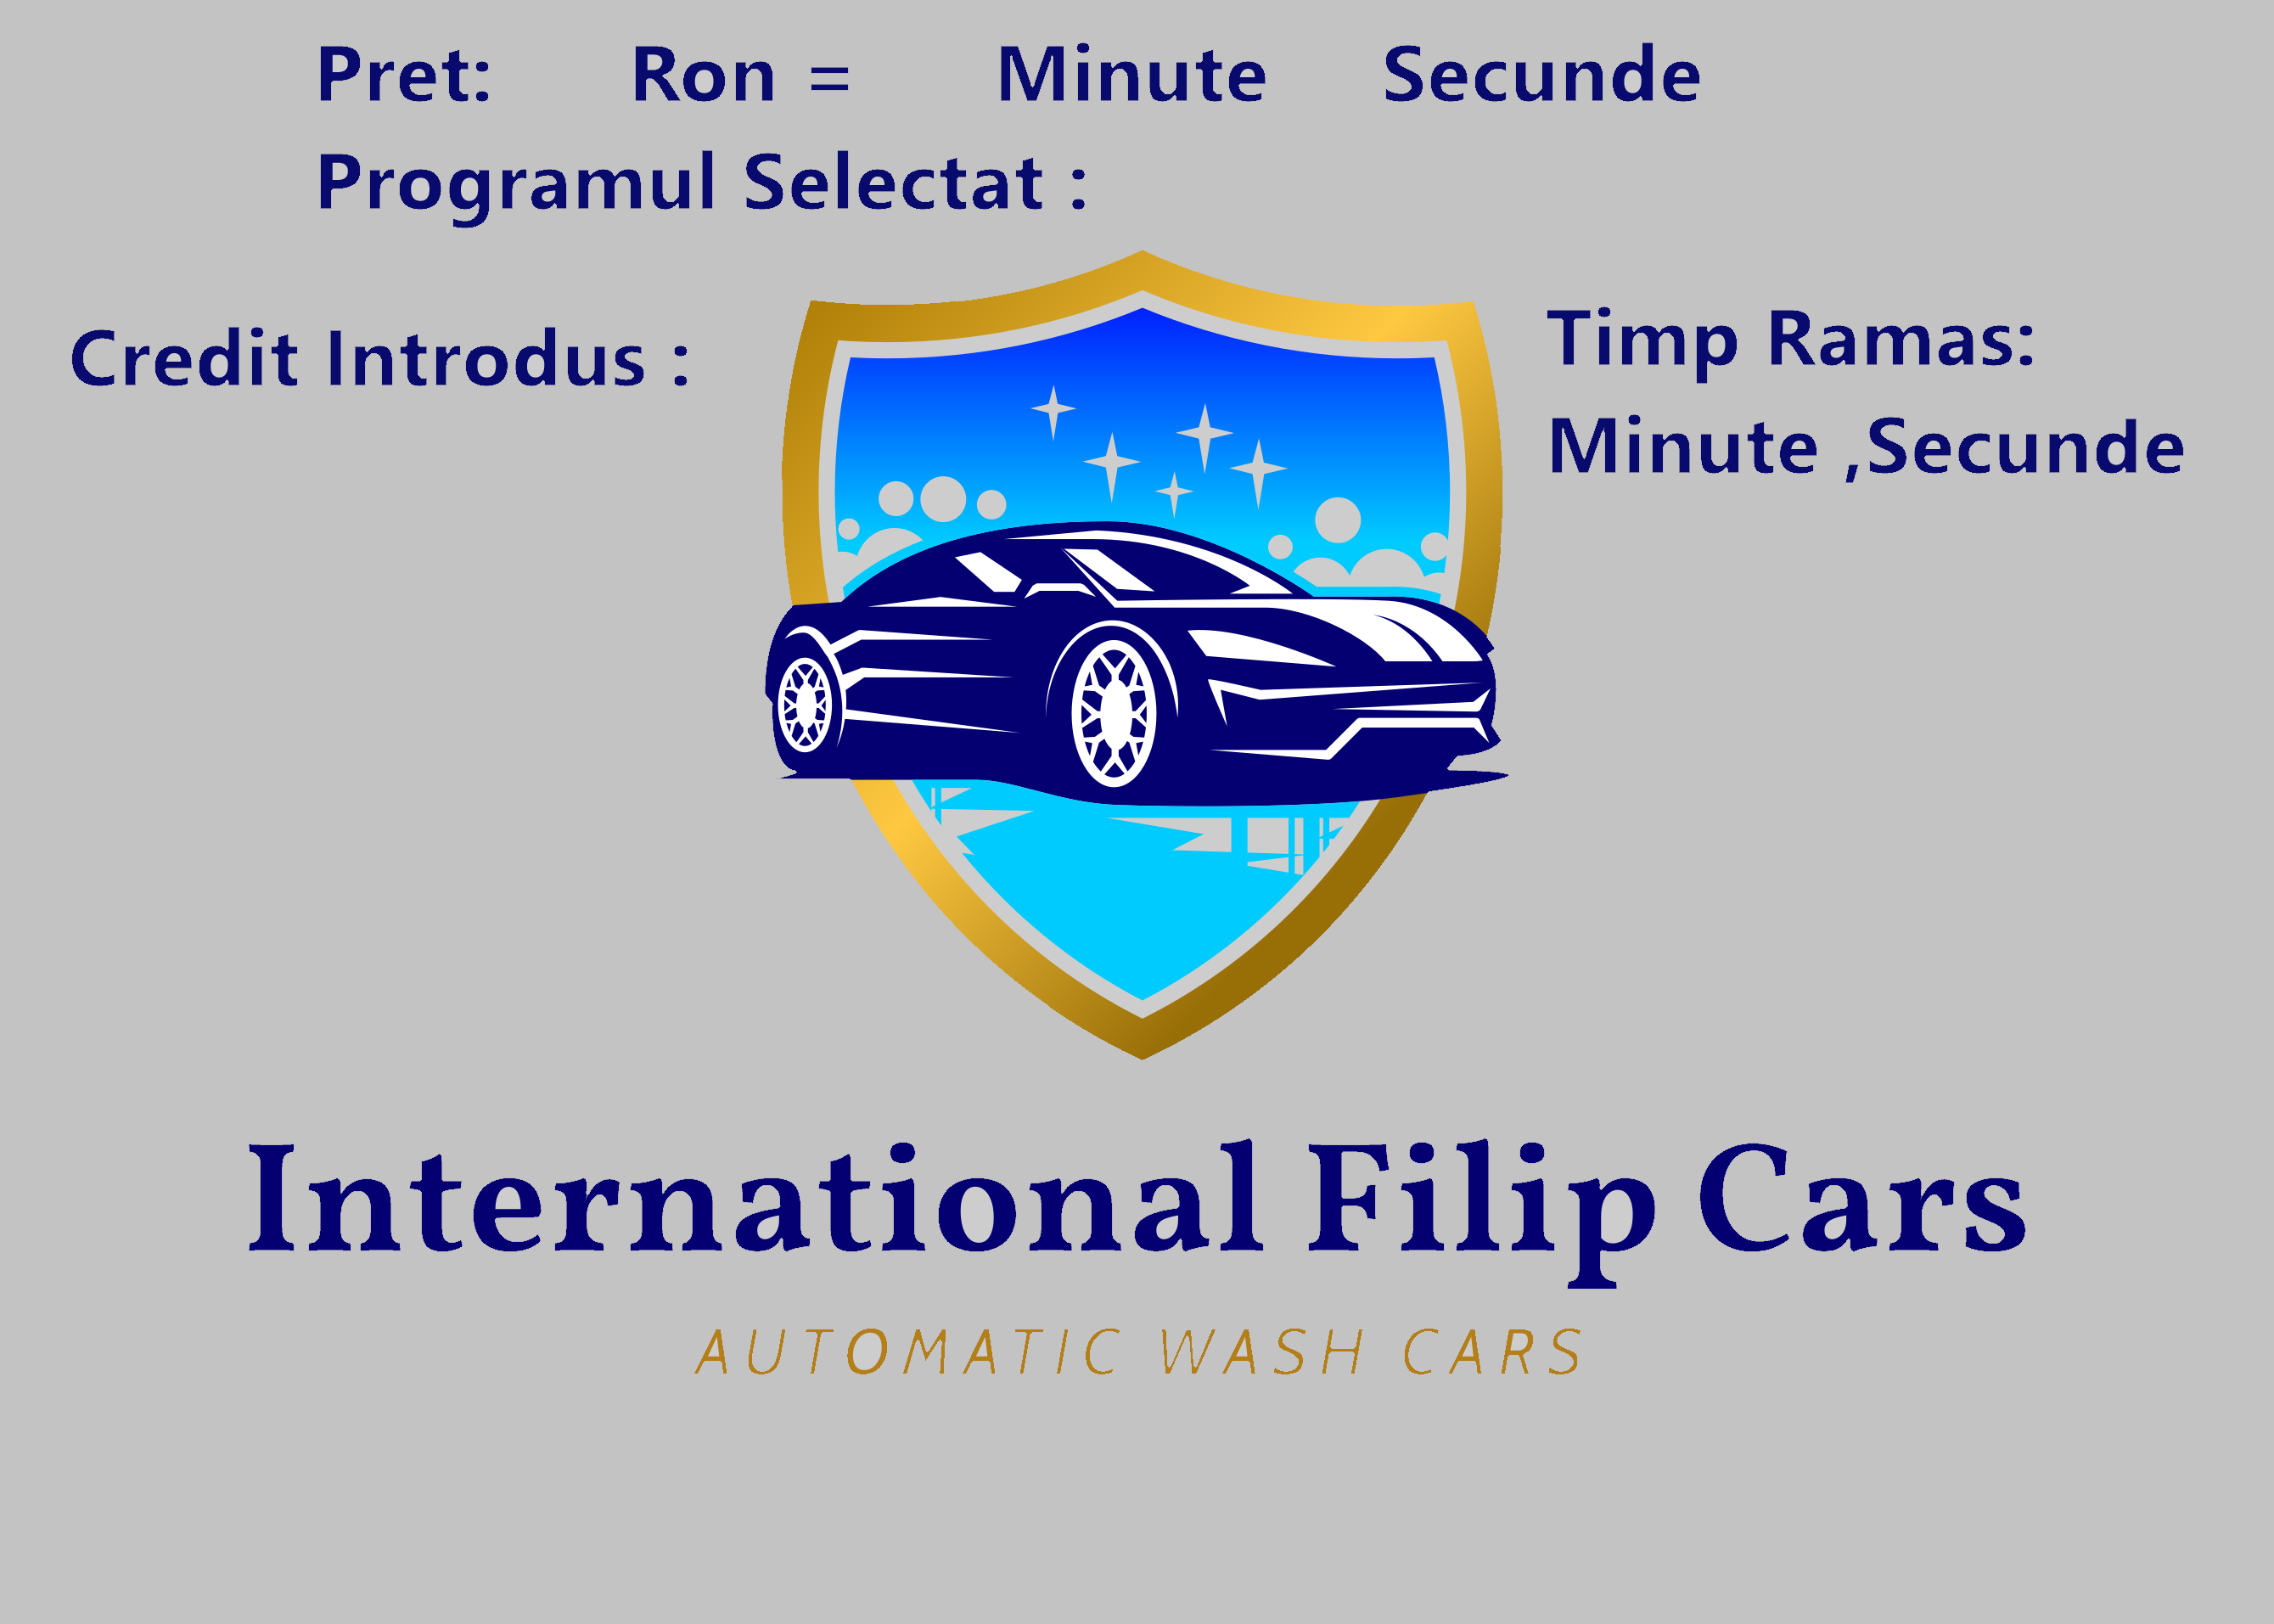 Pret: Ron = Minute Secunde
Programul Selectat :
Credit Introdus :
Timp Ramas:
Minute ,Secunde
International Filip Cars
AUTOMATIC WASH CARS